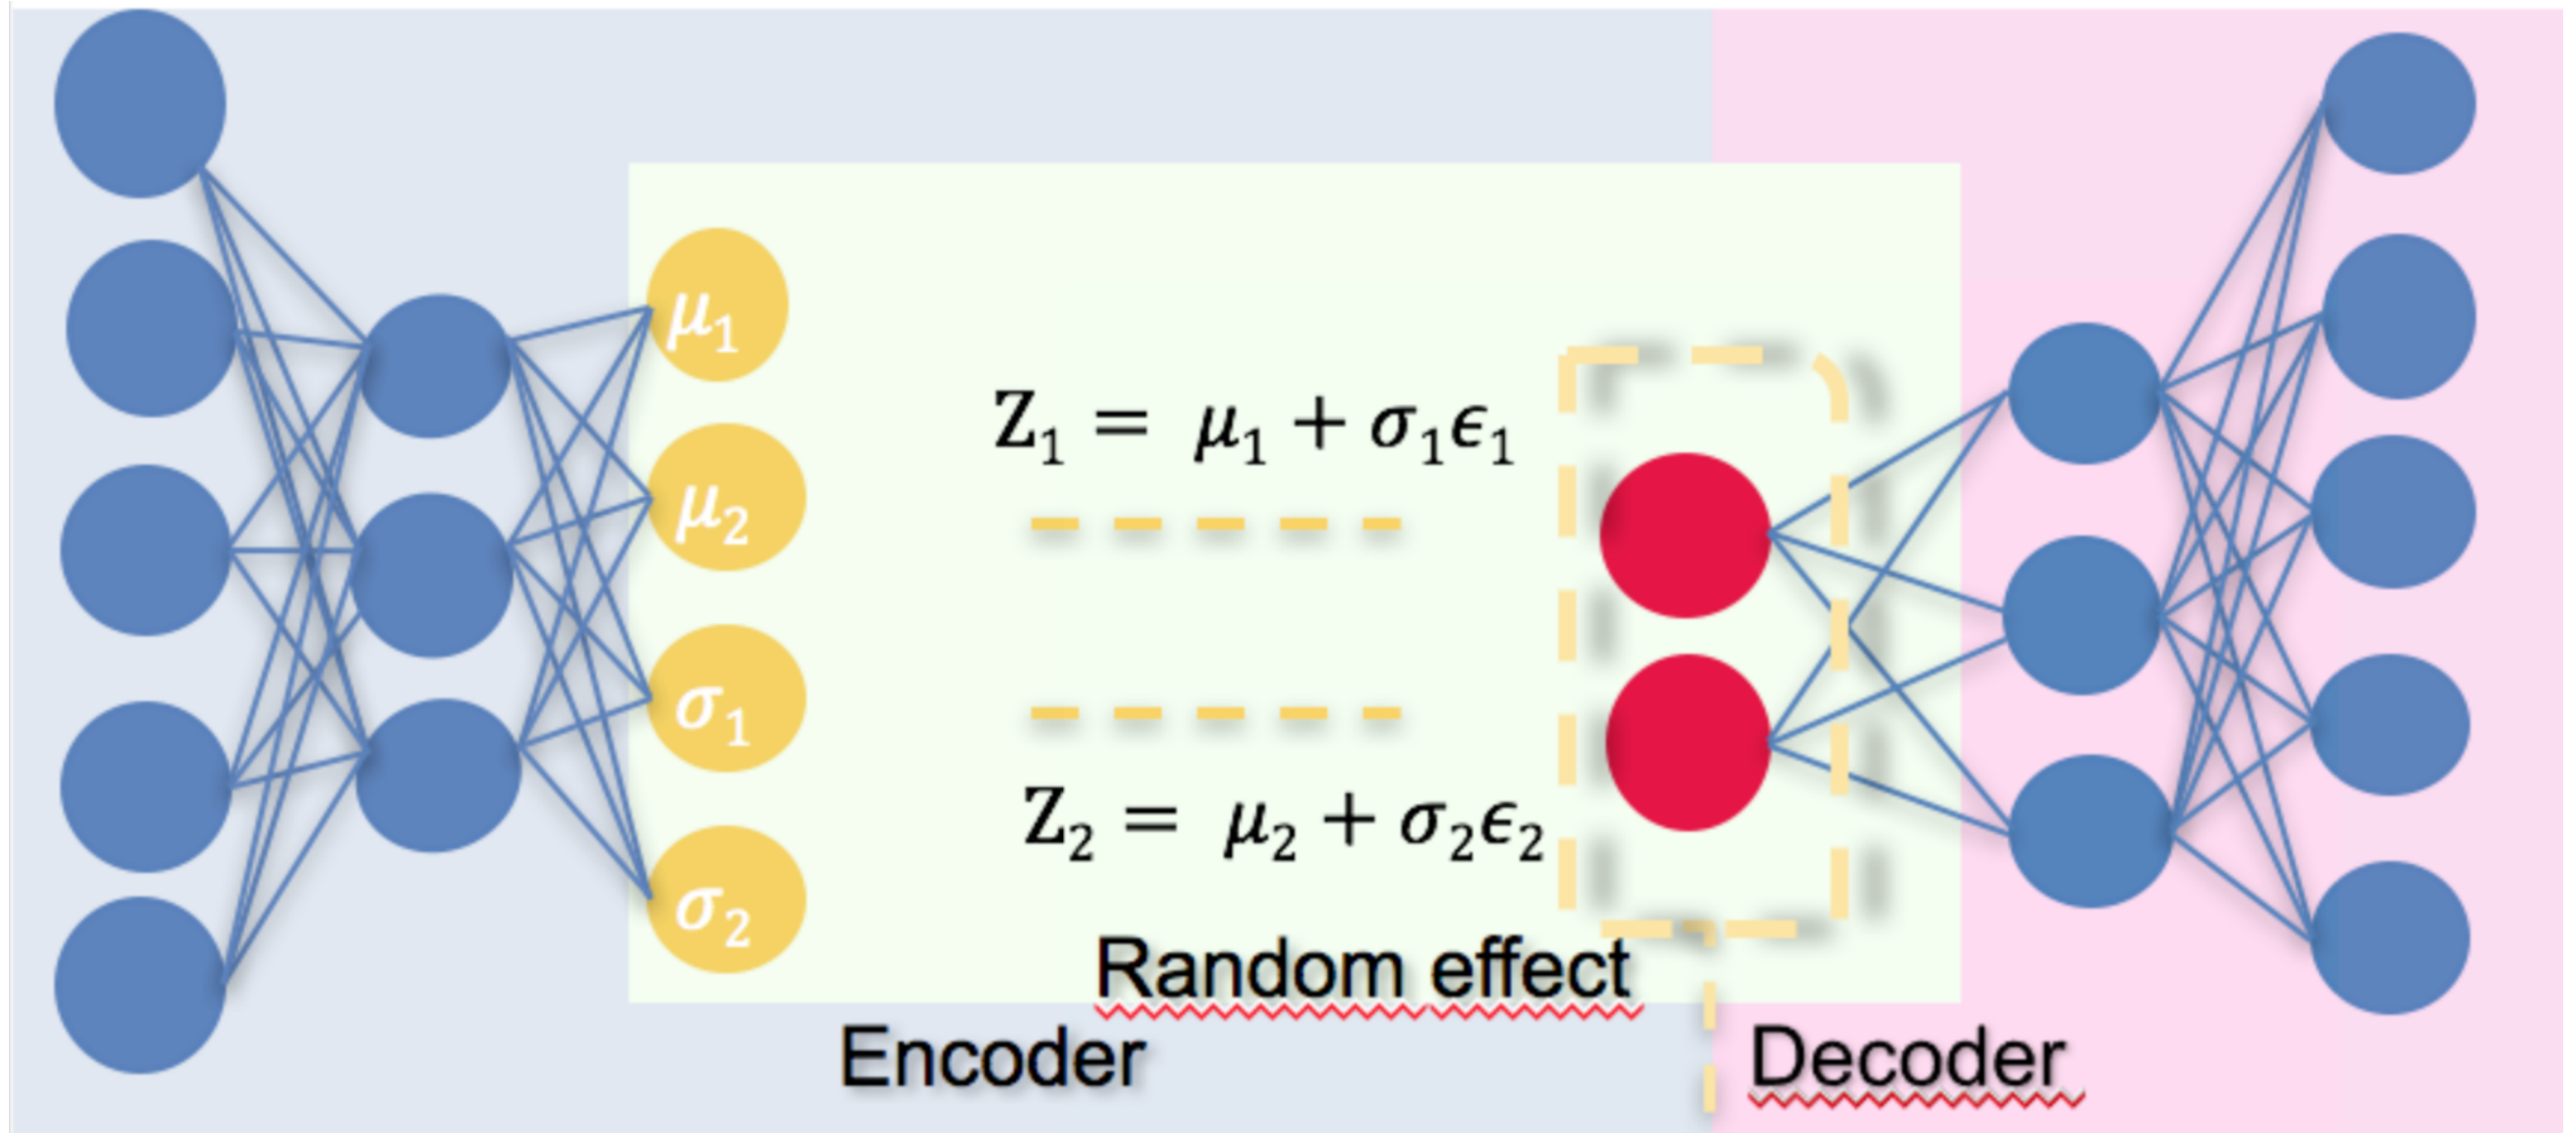 μ₁
μ₂
σ₁
σ₂
Z₁ = μ₁ + σ₁ϵ₁
Z₂ = μ₂ + σ₂ϵ₂
Random effect
Encoder
Decoder